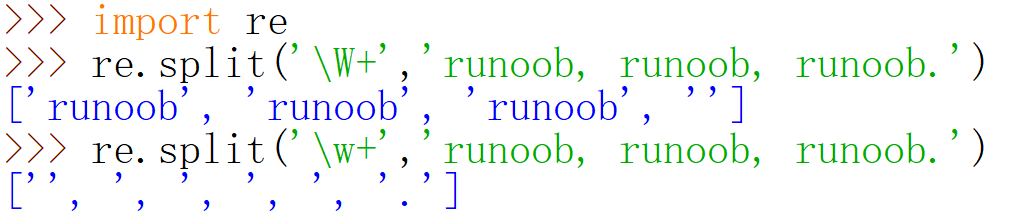 >>> import re
>>> re.split('\W+','runoob, runoob, runoob.')
['runoob', 'runoob', 'runoob', '']
>>> re.split('\w+','runoob, runoob, runoob.')
['', ', ', ', ', '.']